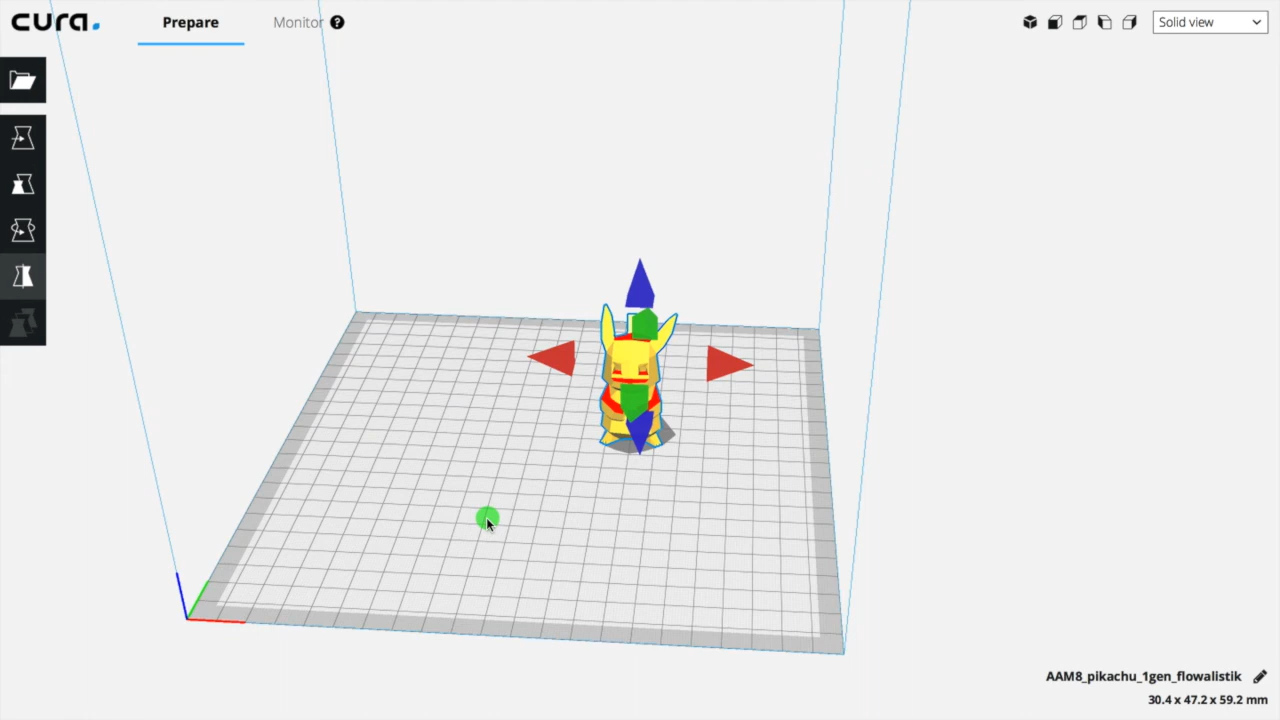 cura.
Prepare
Monitor ?
Solid view
AAM8_pikachu_1gen_flowalistik
30.4 x 47.2 x 59.2 mm